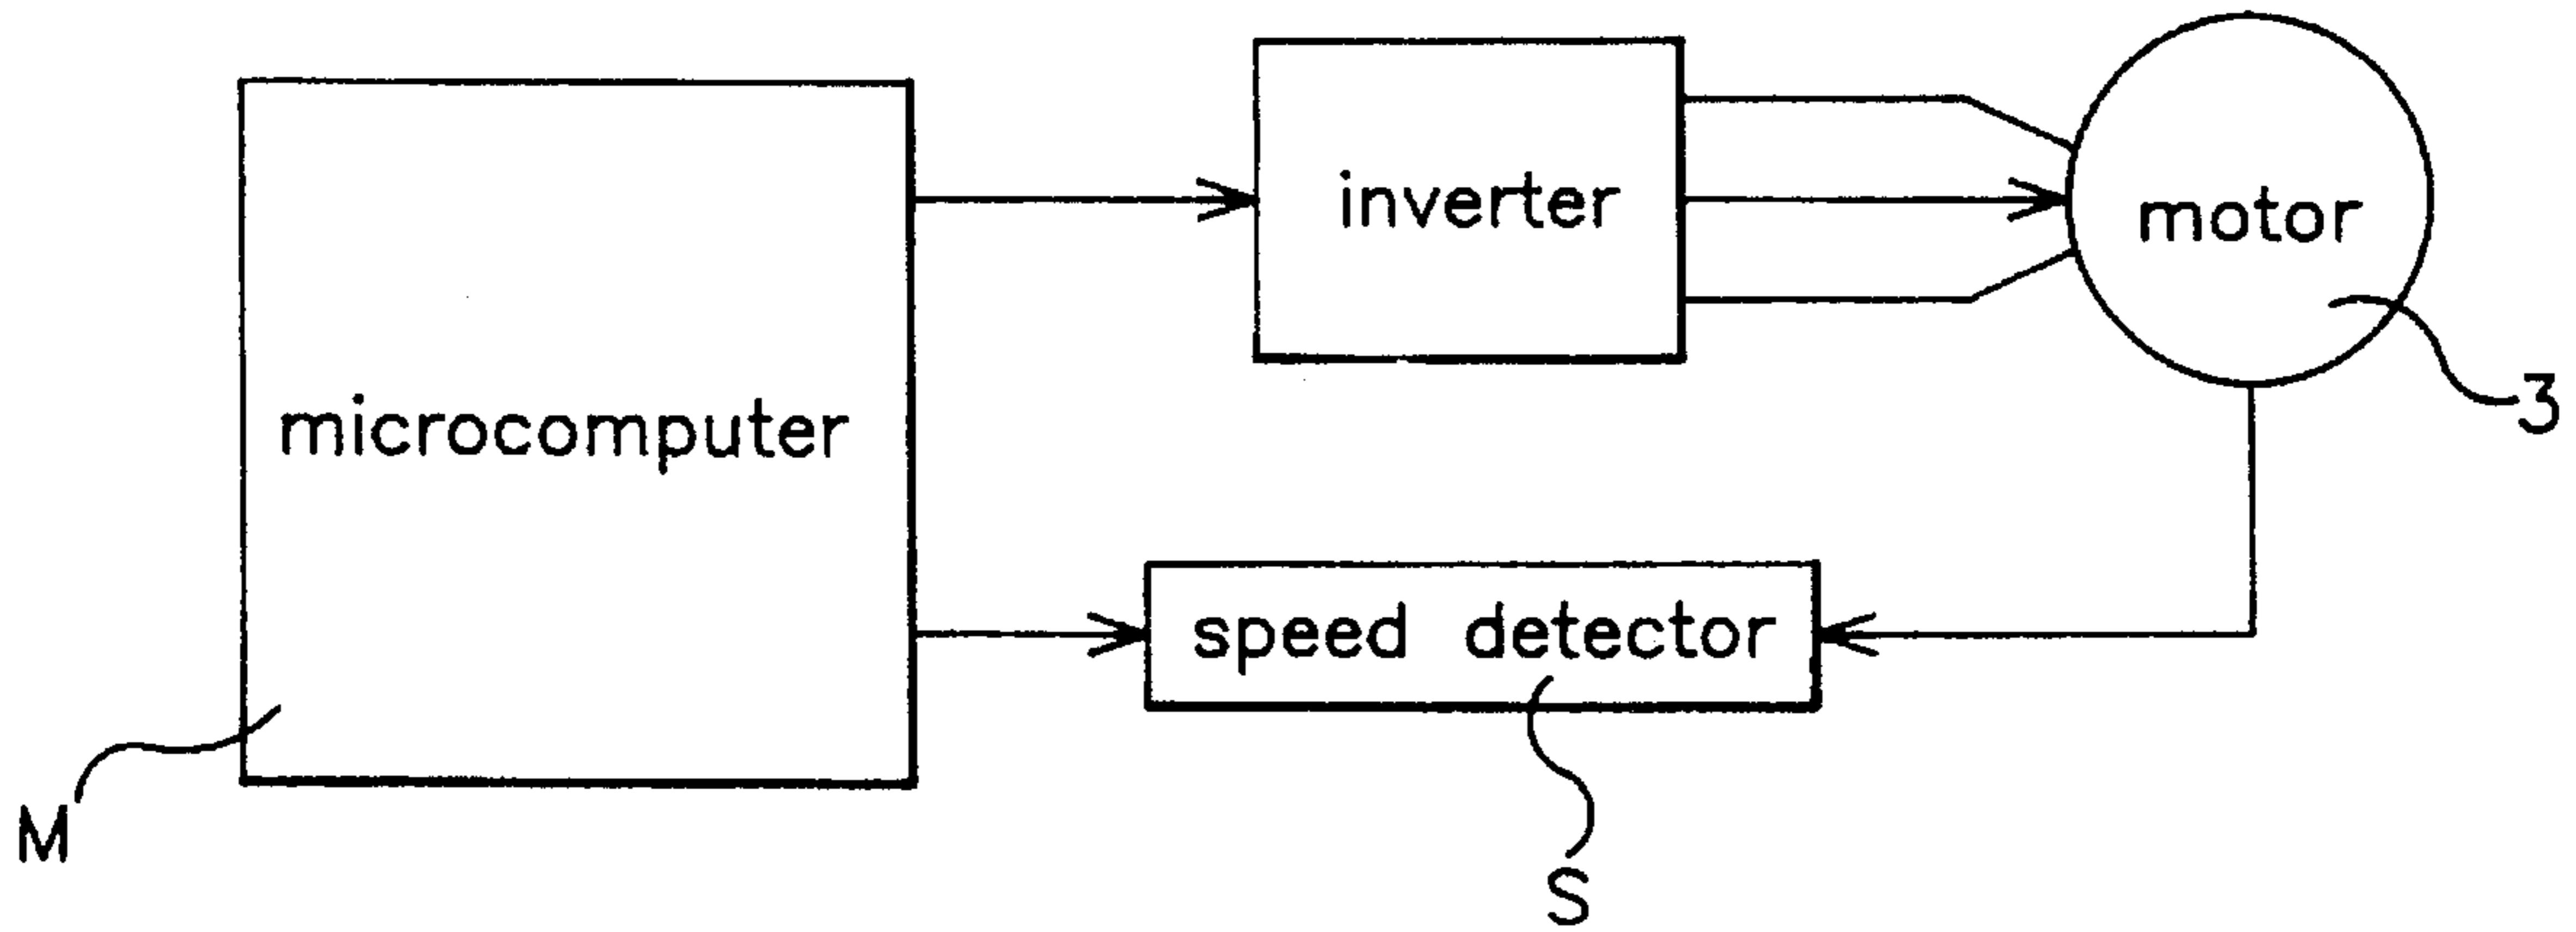 inverter
motor
microcomputer
3
speed detector
M
S